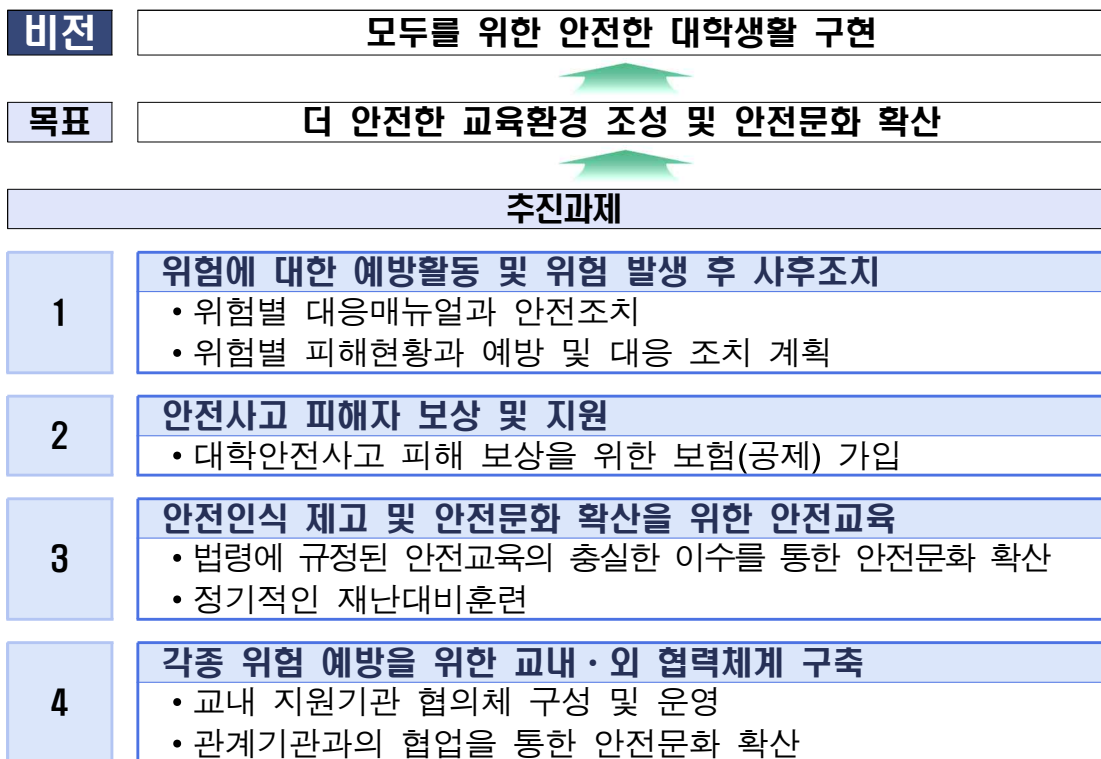 비전
모두를 위한 안전한 대학생활 구현
목표
더 안전한 교육환경 조성 및 안전문화 확산
추진과제
1
위험에 대한 예방활동 및 위험 발생 후 사후조치
• 위험별 대응매뉴얼과 안전조치
• 위험별 피해현황과 예방 및 대응 조치 계획
2
안전사고 피해자 보상 및 지원
• 대학안전사고 피해 보상을 위한 보험(공제) 가입
3
안전인식 제고 및 안전문화 확산을 위한 안전교육
• 법령에 규정된 안전교육의 충실한 이수를 통한 안전문화 확산
• 정기적인 재난대비훈련
4
각종 위험 예방을 위한 교내 · 외 협력체계 구축
• 교내 지원기관 협의체 구성 및 운영
• 관계기관과의 협업을 통한 안전문화 확산